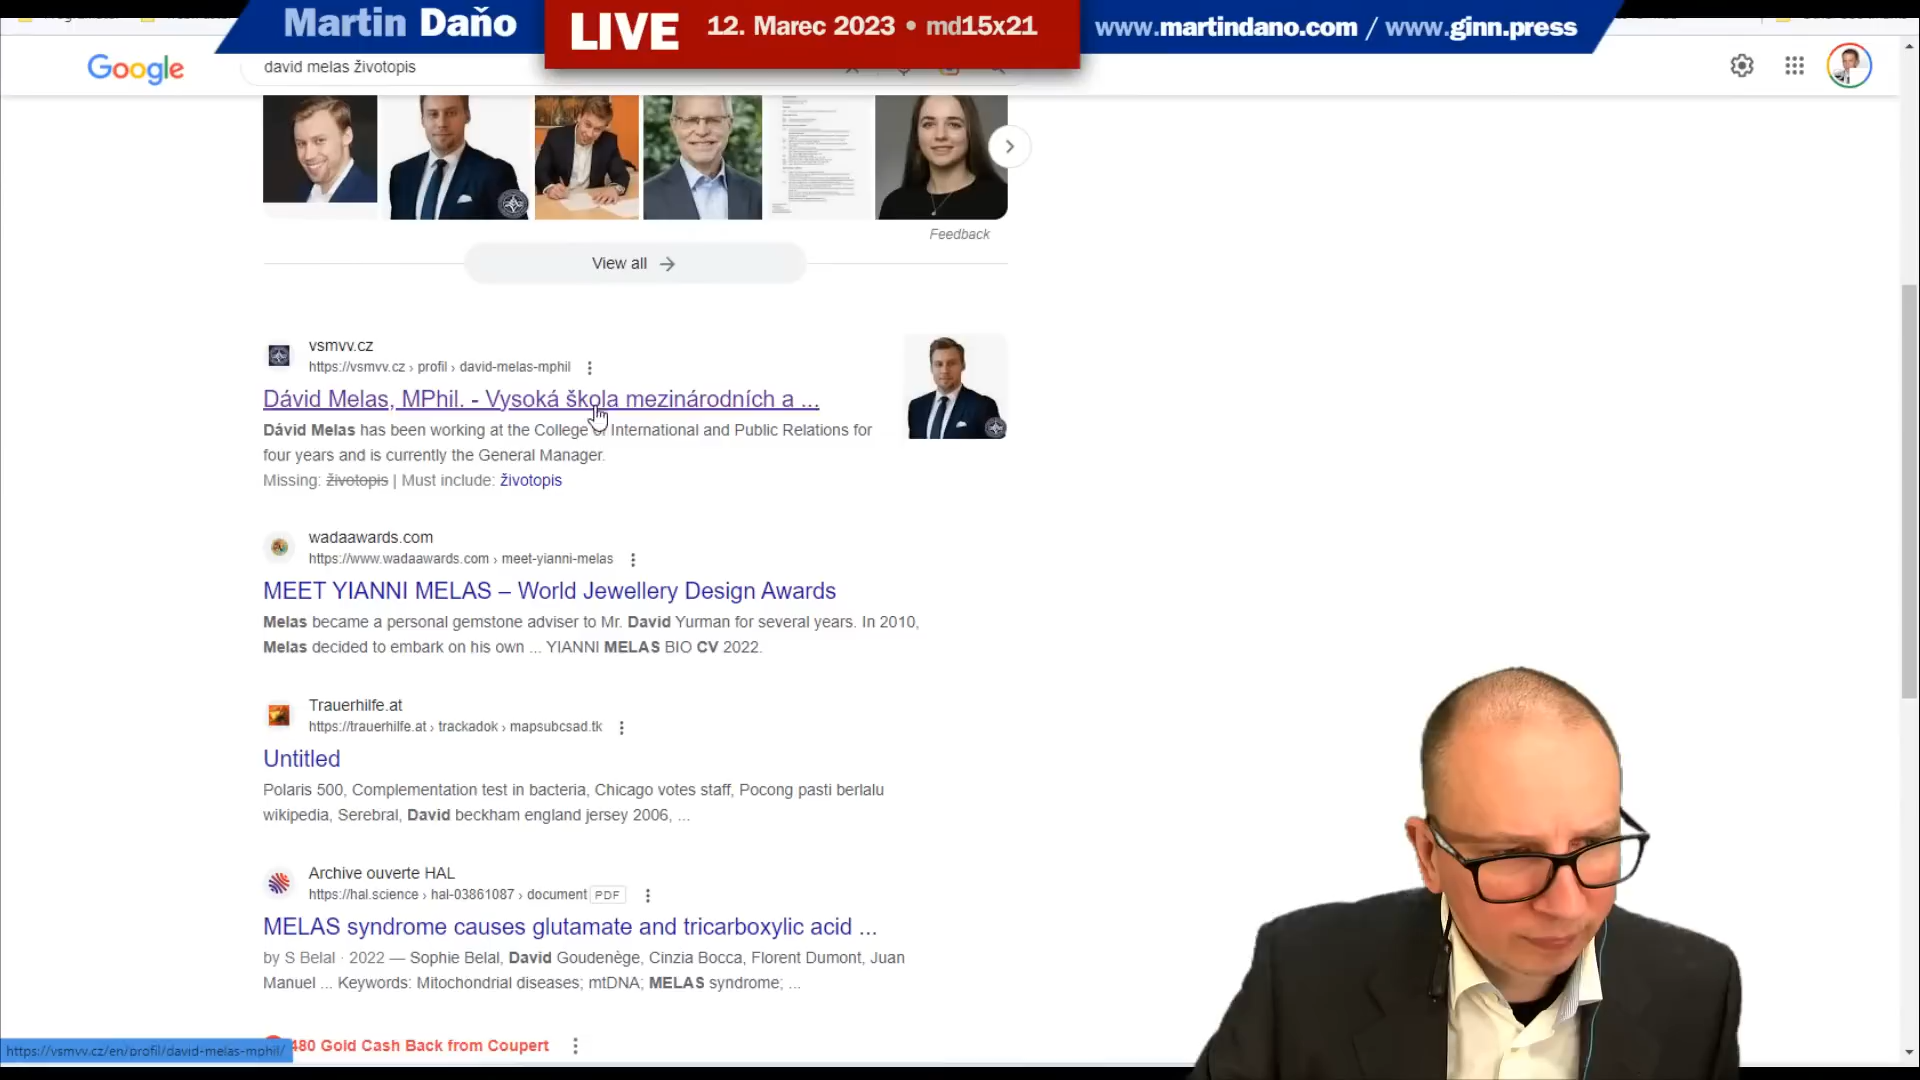 Martin Daňo
LIVE
12. Marec 2023 • md15x21
www.martindano.com / www.ginn.press
Google
david melas životopis
Feedback
View all
vsmvv.cz
https://vsmvv.cz › profil › david-melas-mphil
Dávid Melas, MPhil. - Vysoká škola mezinárodních a ...
Dávid Melas has been working at the College of International and Public Relations for
four years and is currently the General Manager.
Missing: životopis | Must include: životopis
wadaawards.com
https://www.wadaawards.com › meet-yianni-melas
MEET YIANNI MELAS – World Jewellery Design Awards
Melas became a personal gemstone adviser to Mr. David Yurman for several years. In 2010,
Melas decided to embark on his own ... YIANNI MELAS BIO CV 2022.
Trauerhilfe.at
https://trauerhilfe.at › trackadok › mapsubcsad.tk
Untitled
Polaris 500, Complementation test in bacteria, Chicago votes staff, Pocong pasti berlalu
wikipedia, Serebral, David beckham england jersey 2006, ...
Archive ouverte HAL
https://hal.science › hal-03861087 › document PDF
MELAS syndrome causes glutamate and tricarboxylic acid ...
by S Belal · 2022 — Sophie Belal, David Goudenège, Cinzia Bocca, Florent Dumont, Juan
Manuel ... Keywords: Mitochondrial diseases; mtDNA; MELAS syndrome; ...
480 Gold Cash Back from Coupert
https://vsmvv.cz/en/profil/david-melas-mphil/